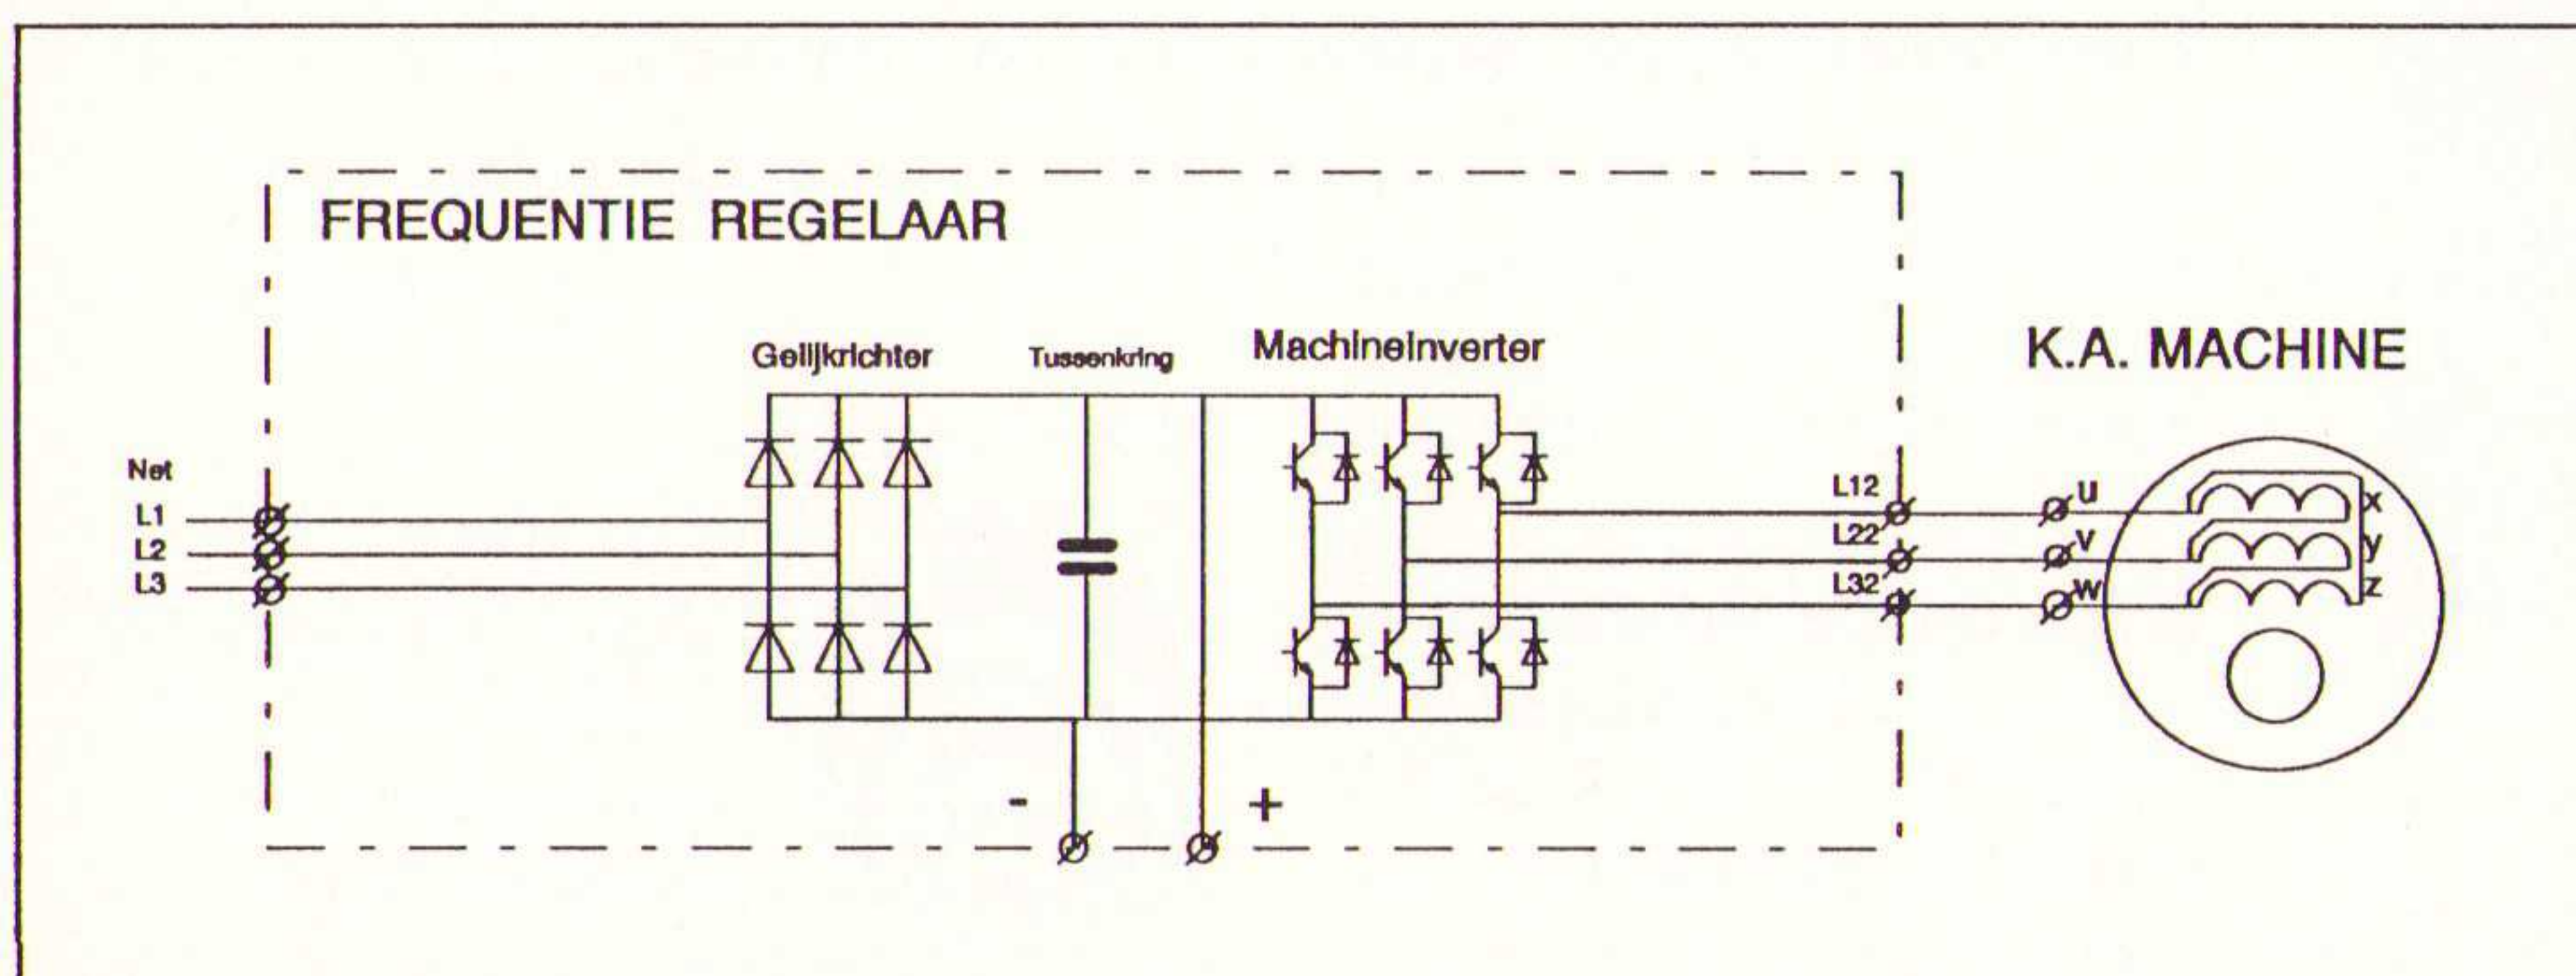 FREQUENTIE REGELAAR
Gelijkrichter
Tussenkring
Machineinverter
K.A. MACHINE
Net
L1
L2
L3
L12
L22
L32
u
v
w
x
y
z
-
+